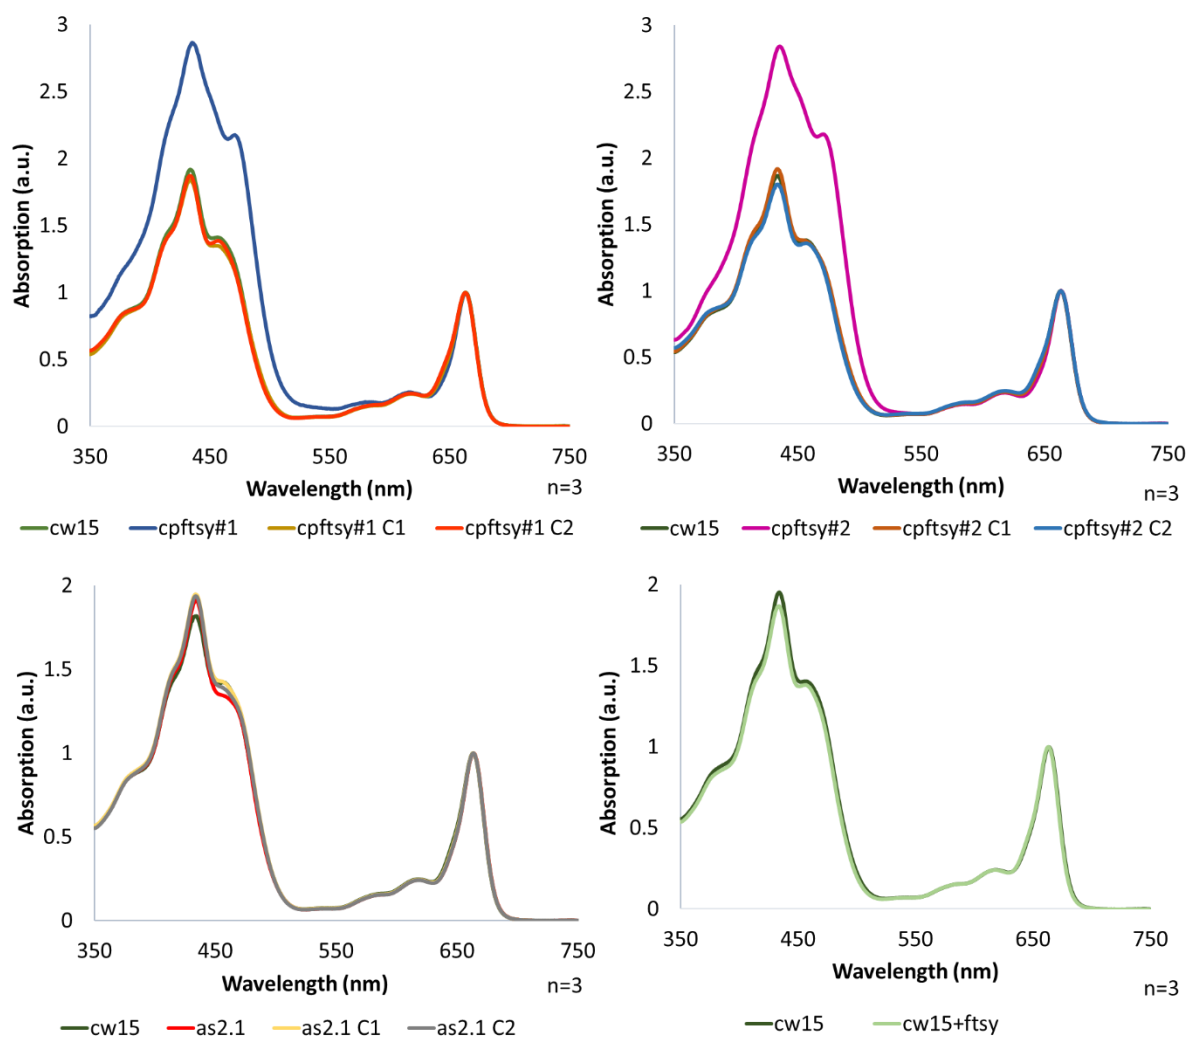 3
2.5
2
1.5
1
0.5
0
Absorption (a.u.)
350 450 550 650 750
Wavelength (nm)
n=3
cw15 cpftsy#1 cpftsy#1 C1 cpftsy#1 C2
3
2.5
2
1.5
1
0.5
0
Absorption (a.u.)
350 450 550 650 750
Wavelength (nm)
n=3
cw15 cpftsy#2 cpftsy#2 C1 cpftsy#2 C2
2
1.5
1
0.5
0
Absorption (a.u.)
350 450 550 650 750
Wavelength (nm)
n=3
cw15 as2.1 as2.1 C1 as2.1 C2
2
1.5
1
0.5
0
Absorption (a.u.)
350 450 550 650 750
Wavelength (nm)
n=3
cw15 cw15+ftsy